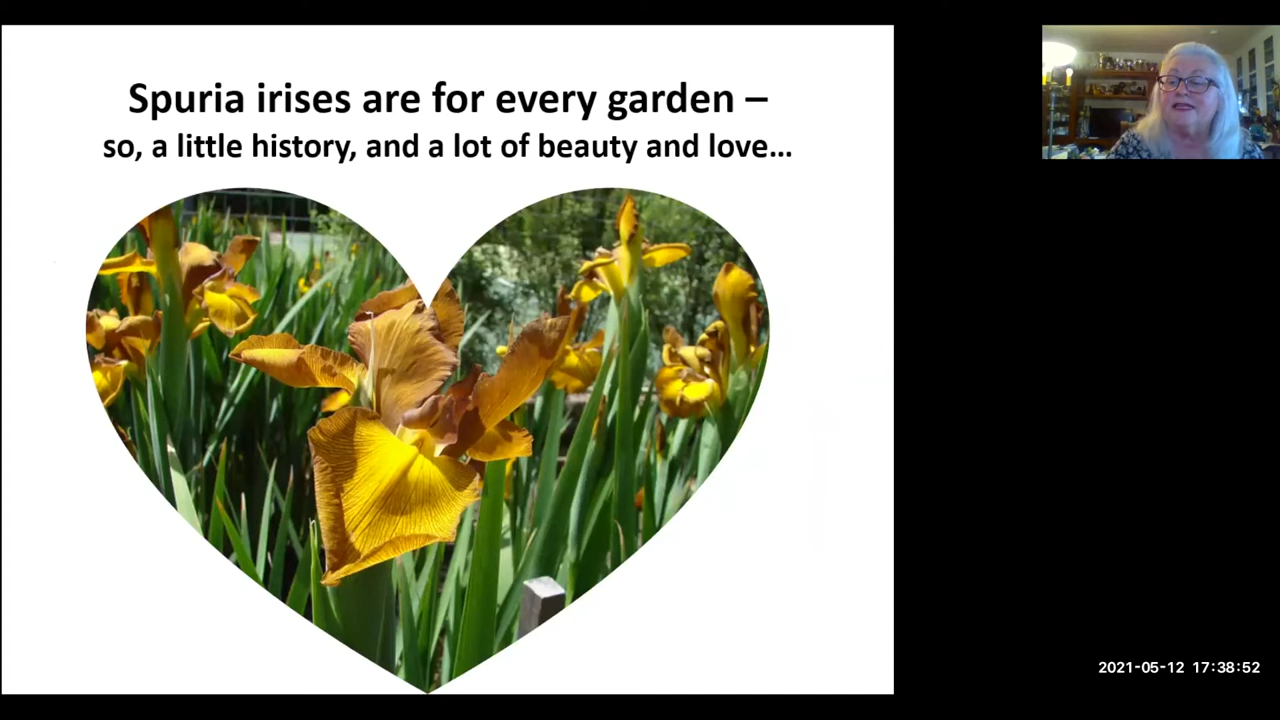 Spuria irises are for every garden –
so, a little history, and a lot of beauty and love...
2021-05-12 17:38:52